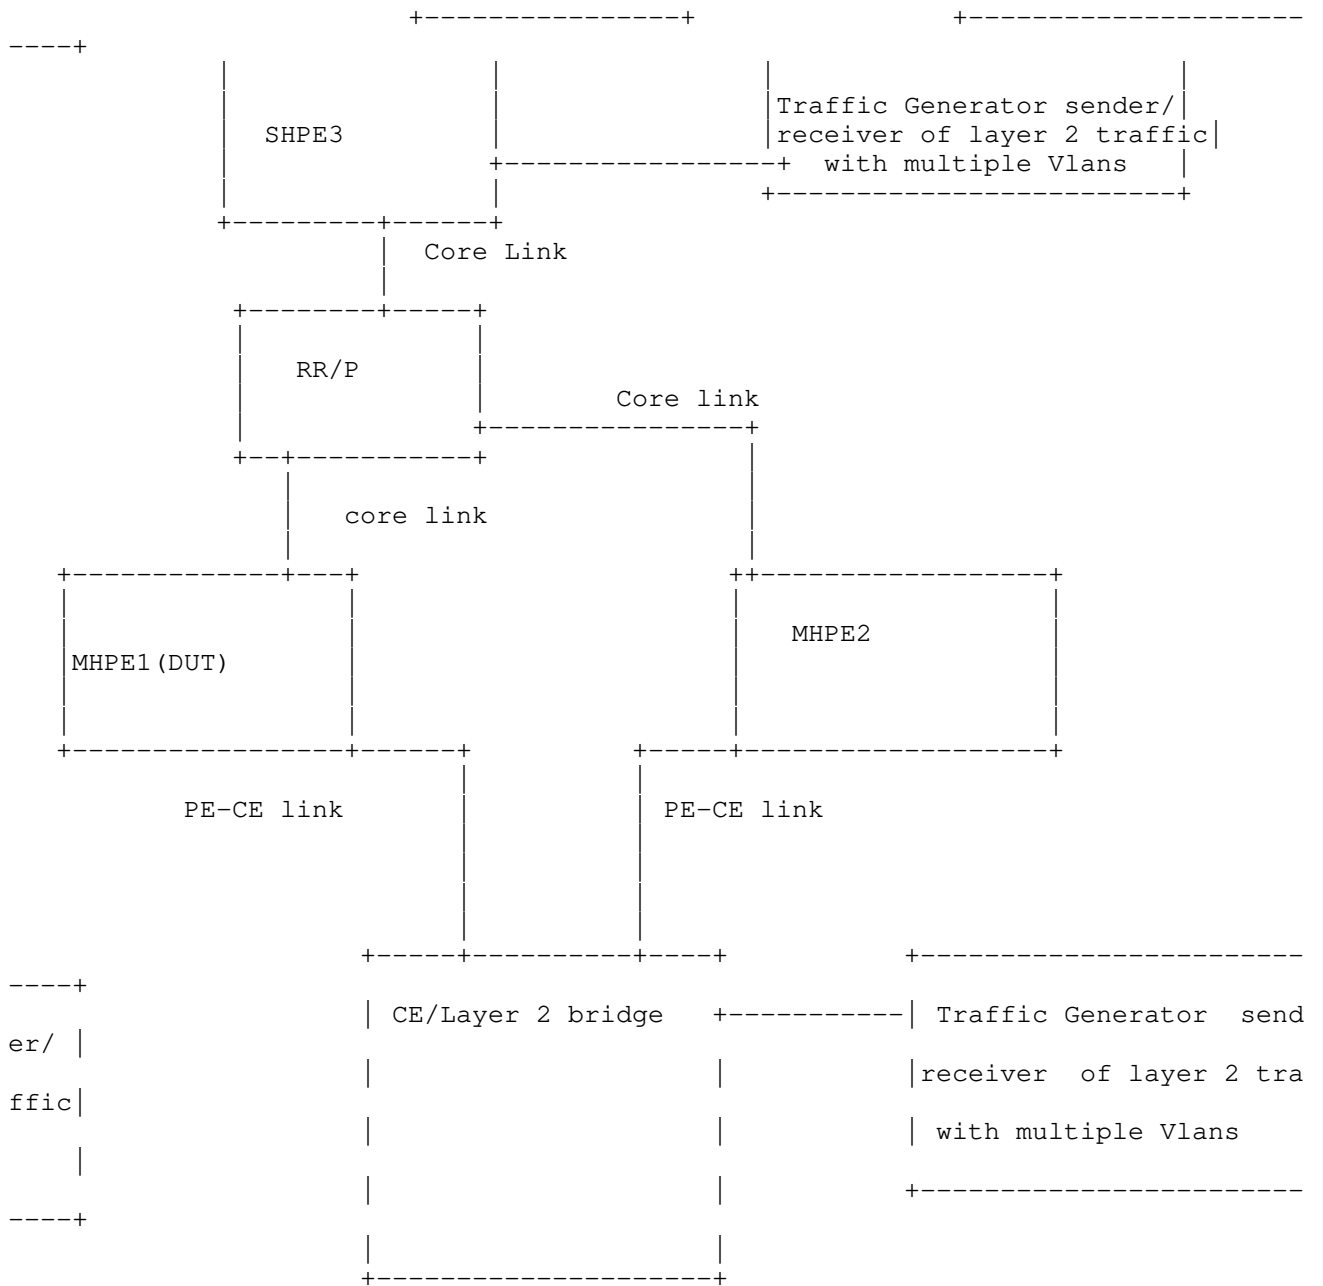 Traffic Generator sender/
SHPE3 receiver of layer 2 traffic
with multiple Vlans
Core Link
RR/P
Core link
core link
MHPE2
MHPE1(DUT)
PE-CE link PE-CE link
CE/Layer 2 bridge Traffic Generator send
er/
receiver of layer 2 tra
ffic
with multiple Vlans